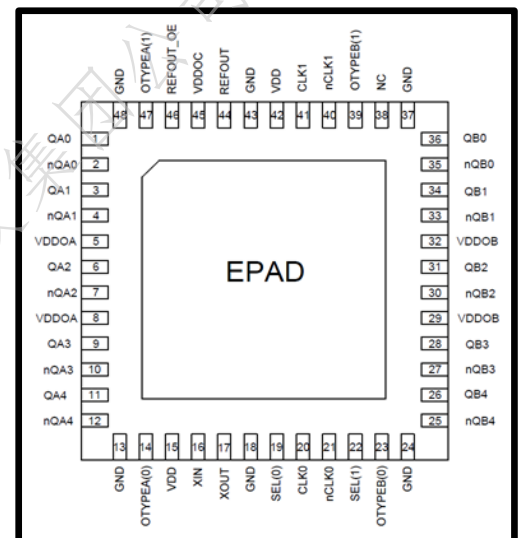 公司
集团
GND OTYPEA(1) REFOUT_OE VDDOC REFOUT GND VDD CLK1 nCLK1 OTYPEB(1) NC GND
48 47 46 45 44 43 42 41 40 39 38 37
QA0 1 36 QB0
nQA0 2 35 nQB0
QA1 3 34 QB1
nQA1 4 33 nQB1
VDDOA 5 32 VDDOB
QA2 6 31 QB2
nQA2 7 30 nQB2
VDDOA 8 29 VDDOB
QA3 9 28 QB3
nQA3 10 27 nQB3
QA4 11 26 QB4
nQA4 12 25 nQB4
EPAD
13 14 15 16 17 18 19 20 21 22 23 24
GND OTYPEA(0) VDD XIN XOUT GND SEL(0) CLK0 nCLK0 SEL(1) OTYPEB(0) GND